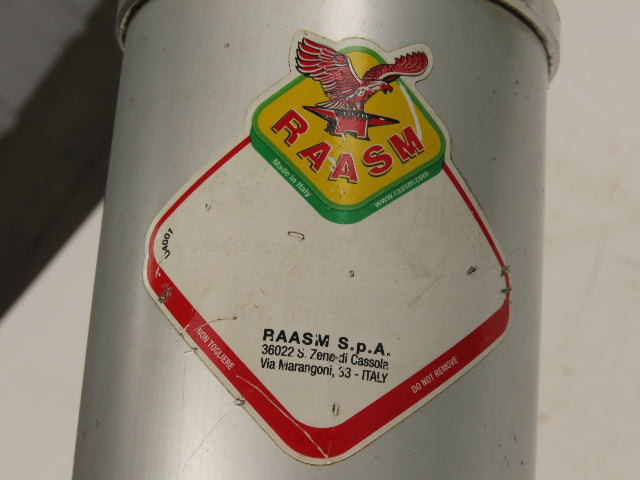 RAASM
Made in Italy
www.raasm.com
UA007
RAASM S.p.A.
36022 S. Zeno di Cassola
Via Marangoni, 33 - ITALY
NON TOGLIERE
DO NOT REMOVE